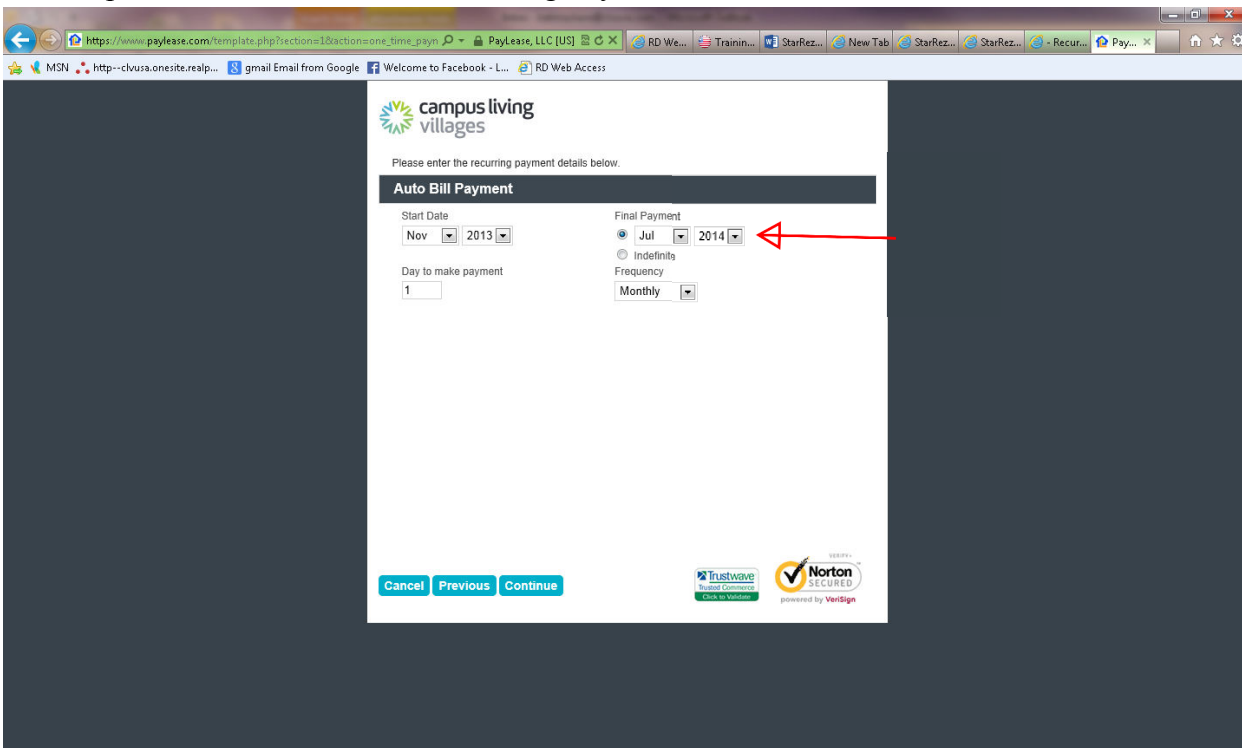 https://www.paylease.com/template.php?section=1&action=one_time_payn PayLease, LLC [US] RD We... Trainin... StarRez... New Tab StarRez... StarRez... - Recur... Pay...
MSN http--clvusa.onesite.realp... gmail Email from Google Welcome to Facebook - L... RD Web Access
campus living
villages
Please enter the recurring payment details below.
Auto Bill Payment
Start Date Final Payment
Nov 2013 Jul 2014
Indefinite
Day to make payment Frequency
1 Monthly
Cancel Previous Continue
Trustwave
Trusted Commerce
Click to Validate
Norton
SECURED
powered by VeriSign